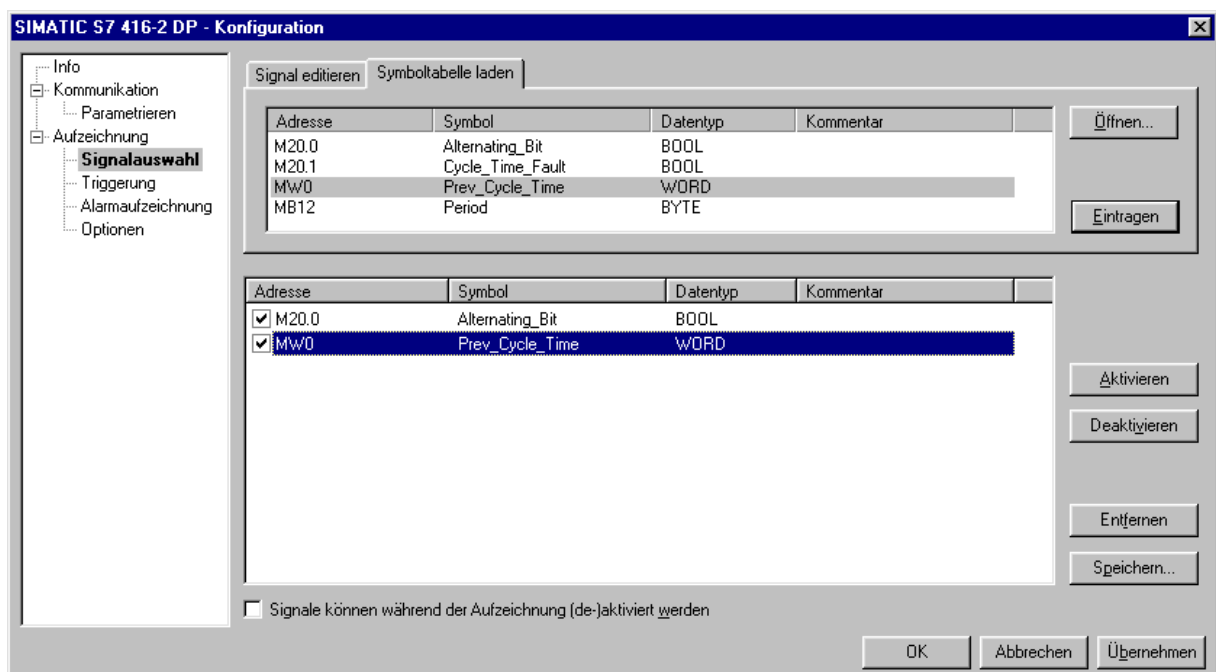 SIMATIC S7 416-2 DP - Konfiguration
Info
Kommunikation
Parametrieren
Aufzeichnung
Signalauswahl
Triggerung
Alarmaufzeichnung
Optionen
Signal editieren Symboltabelle laden
Adresse Symbol Datentyp Kommentar
M20.0 Alternating_Bit BOOL
M20.1 Cycle_Time_Fault BOOL
MW0 Prev_Cycle_Time WORD
MB12 Period BYTE
Öffnen...
Eintragen
Adresse Symbol Datentyp Kommentar
M20.0 Alternating_Bit BOOL
MW0 Prev_Cycle_Time WORD
Aktivieren
Deaktivieren
Entfernen
Speichern...
Signale können während der Aufzeichnung (de-)aktiviert werden
OK Abbrechen Übernehmen